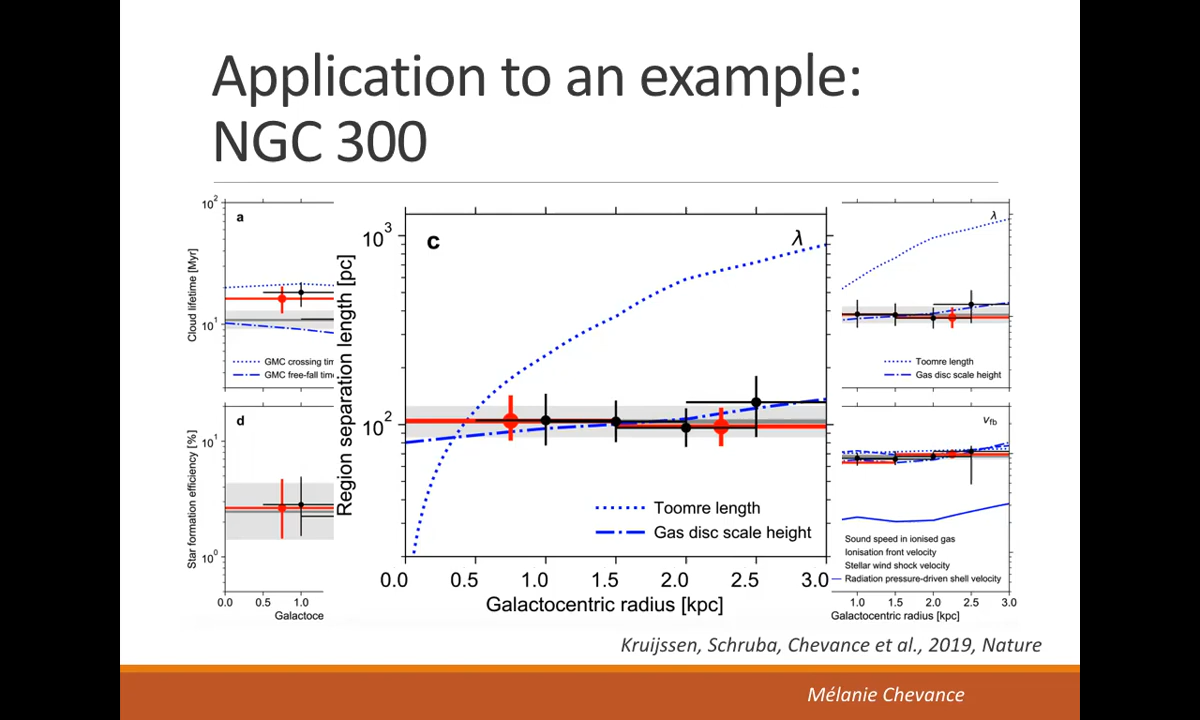 Application to an example:
NGC 300
10²
a
Cloud lifetime [Myr]
10¹
GMC crossing tim
GMC free-fall time
d
Star formation efficiency [%]
10¹
10⁰
0.0 0.5 1.0
Galactoce
c
λ
Region separation length [pc]
10³
10²
Toomre length
Gas disc scale height
0.0 0.5 1.0 1.5 2.0 2.5 3.0
Galactocentric radius [kpc]
λ
Toomre length
Gas disc scale height
vfb
Sound speed in ionised gas
Ionisation front velocity
Stellar wind shock velocity
Radiation pressure-driven shell velocity
1.0 1.5 2.0 2.5 3.0
Galactocentric radius [kpc]
Kruijssen, Schruba, Chevance et al., 2019, Nature
Mélanie Chevance